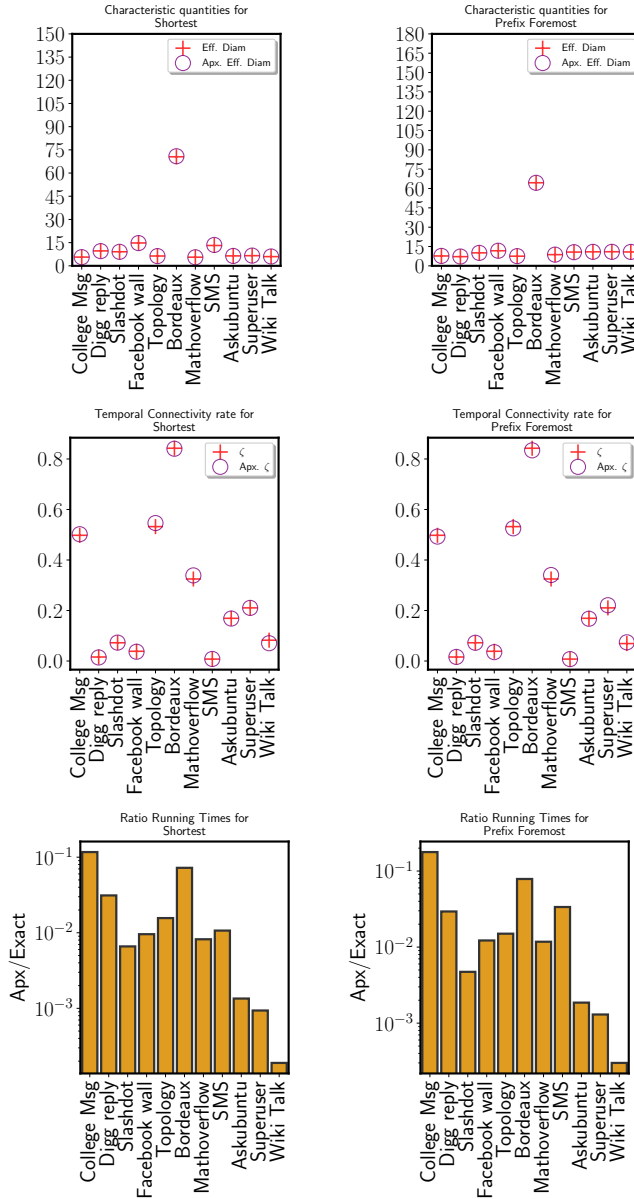 Characteristic quantities for
Shortest
150
135
120
105
90
75
60
45
30
15
0
Eff. Diam
Apx. Eff. Diam
College Msg
Digg reply
Slashdot
Facebook wall
Topology
Bordeaux
Mathoverflow
SMS
Askubuntu
Superuser
Wiki Talk
Characteristic quantities for
Prefix Foremost
180
165
150
135
120
105
90
75
60
45
30
15
0
Eff. Diam
Apx. Eff. Diam
College Msg
Digg reply
Slashdot
Facebook wall
Topology
Bordeaux
Mathoverflow
SMS
Askubuntu
Superuser
Wiki Talk
Temporal Connectivity rate for
Shortest
0.8
0.6
0.4
0.2
0.0
ζ
Apx. ζ
College Msg
Digg reply
Slashdot
Facebook wall
Topology
Bordeaux
Mathoverflow
SMS
Askubuntu
Superuser
Wiki Talk
Temporal Connectivity rate for
Prefix Foremost
0.8
0.6
0.4
0.2
0.0
ζ
Apx. ζ
College Msg
Digg reply
Slashdot
Facebook wall
Topology
Bordeaux
Mathoverflow
SMS
Askubuntu
Superuser
Wiki Talk
Ratio Running Times for
Shortest
Apx/Exact
10⁻¹
10⁻²
10⁻³
College Msg
Digg reply
Slashdot
Facebook wall
Topology
Bordeaux
Mathoverflow
SMS
Askubuntu
Superuser
Wiki Talk
Ratio Running Times for
Prefix Foremost
Apx/Exact
10⁻¹
10⁻²
10⁻³
College Msg
Digg reply
Slashdot
Facebook wall
Topology
Bordeaux
Mathoverflow
SMS
Askubuntu
Superuser
Wiki Talk